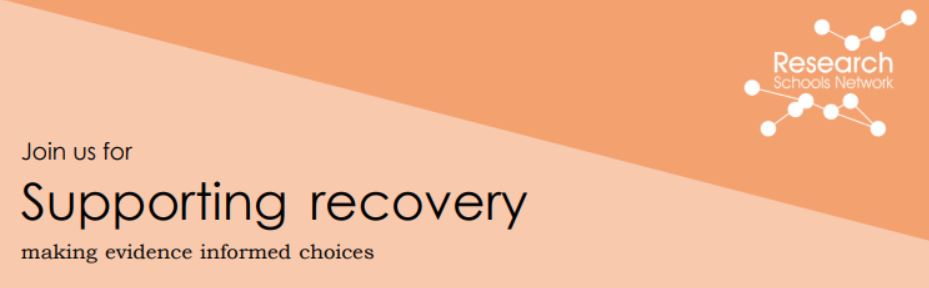 Research
Schools Network
Join us for
Supporting recovery
making evidence informed choices